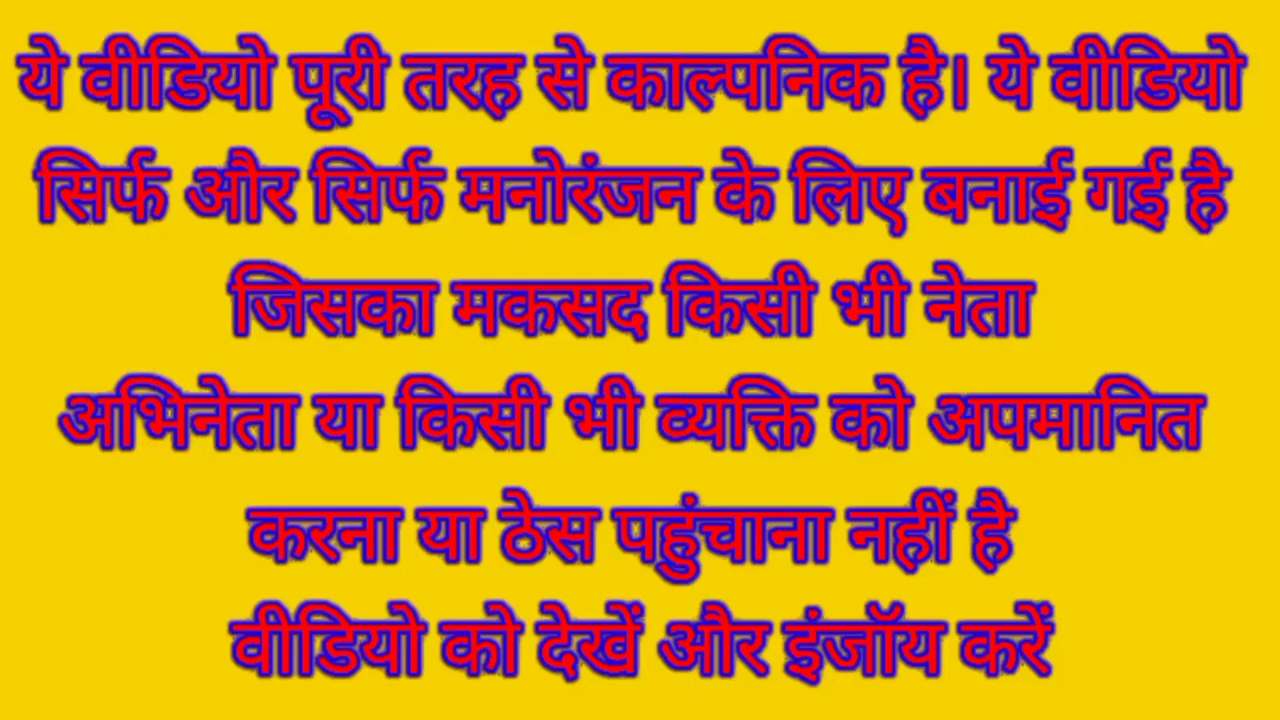 ये वीडियो पूरी तरह से काल्पनिक है। ये वीडियो
सिर्फ और सिर्फ मनोरंजन के लिए बनाई गई है
जिसका मकसद किसी भी नेता
अभिनेता या किसी भी व्यक्ति को अपमानित
करना या ठेस पहुंचाना नहीं है
वीडियो को देखें और इंजॉय करें